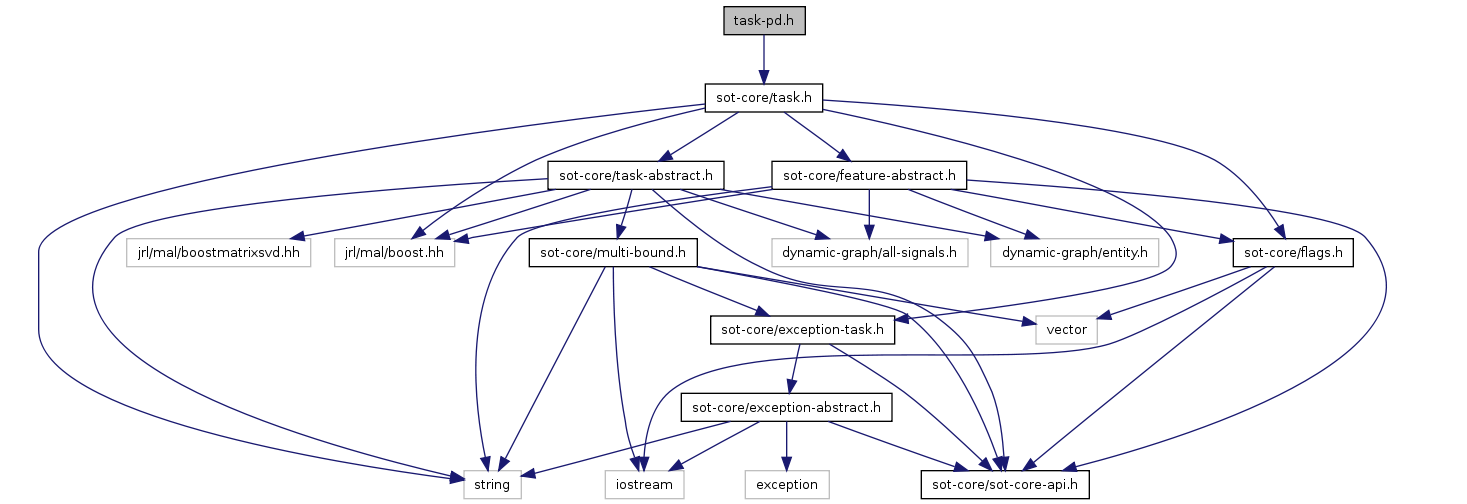 task-pd.h
sot-core/task.h
sot-core/task-abstract.h
sot-core/feature-abstract.h
jrl/mal/boostmatrixsvd.hh
jrl/mal/boost.hh
sot-core/multi-bound.h
dynamic-graph/all-signals.h
dynamic-graph/entity.h
sot-core/flags.h
sot-core/exception-task.h
vector
sot-core/exception-abstract.h
string
iostream
exception
sot-core/sot-core-api.h